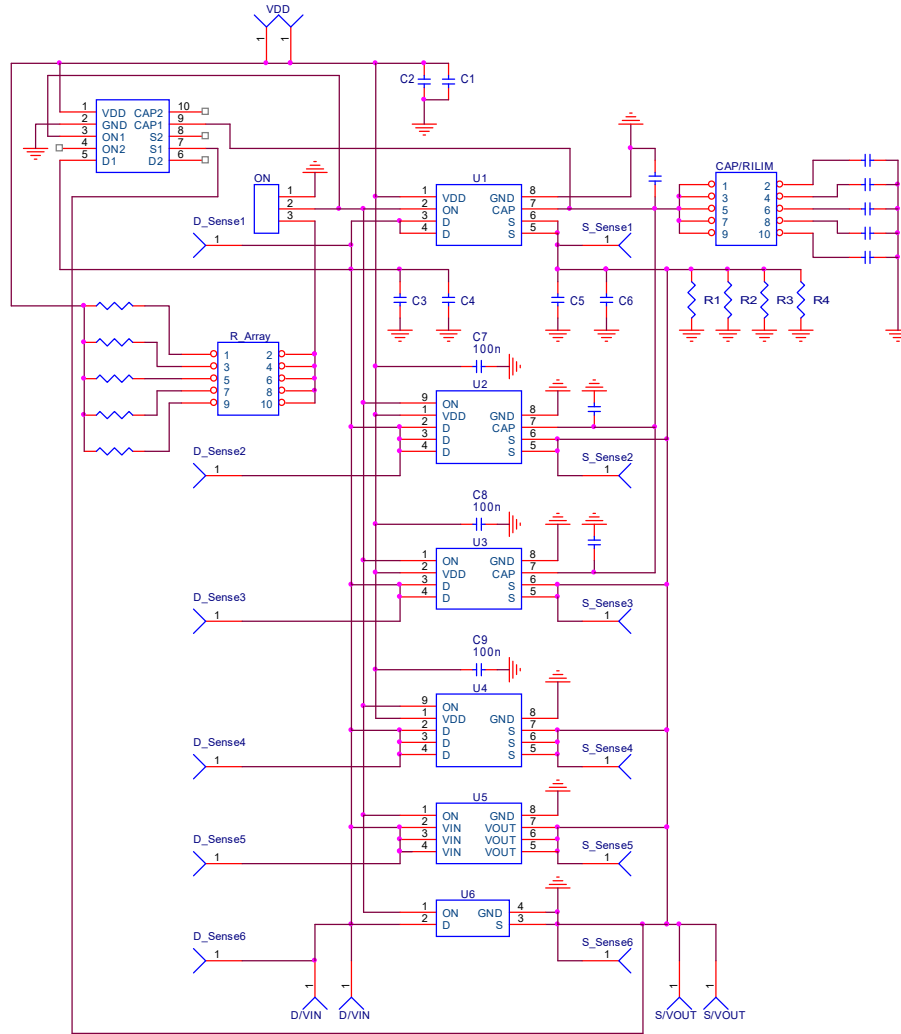 VDD
1 1
C2 C1
1 VDD CAP2 10
2 GND CAP1 9
3 ON1 S2 8
4 ON2 S1 7
5 D1 D2 6
CAP/RILIM
1 2
3 4
5 6
7 8
9 10
ON
1
2
3
U1
1 VDD GND 8
2 ON CAP 7
3 D S 6
4 D S 5
D_Sense1
1
S_Sense1
1
C3 C4 C5 C6
R1 R2 R3 R4
R_Array
1 2
3 4
5 6
7 8
9 10
C7
100n
U2
9 ON
1 VDD GND 8
2 D CAP 7
3 D S 6
4 D S 5
D_Sense2
1
S_Sense2
1
C8
100n
U3
1 ON GND 8
2 VDD CAP 7
3 D S 6
4 D S 5
D_Sense3
1
S_Sense3
1
C9
100n
U4
9 ON
1 VDD GND 8
2 D S 7
3 D S 6
4 D S 5
D_Sense4
1
S_Sense4
1
U5
1 ON GND 8
2 VIN VOUT 7
3 VIN VOUT 6
4 VIN VOUT 5
D_Sense5
1
S_Sense5
1
U6
1 ON GND 4
2 D S 3
D_Sense6
1
S_Sense6
1
1 1 1 1
D/VIN D/VIN S/VOUT S/VOUT